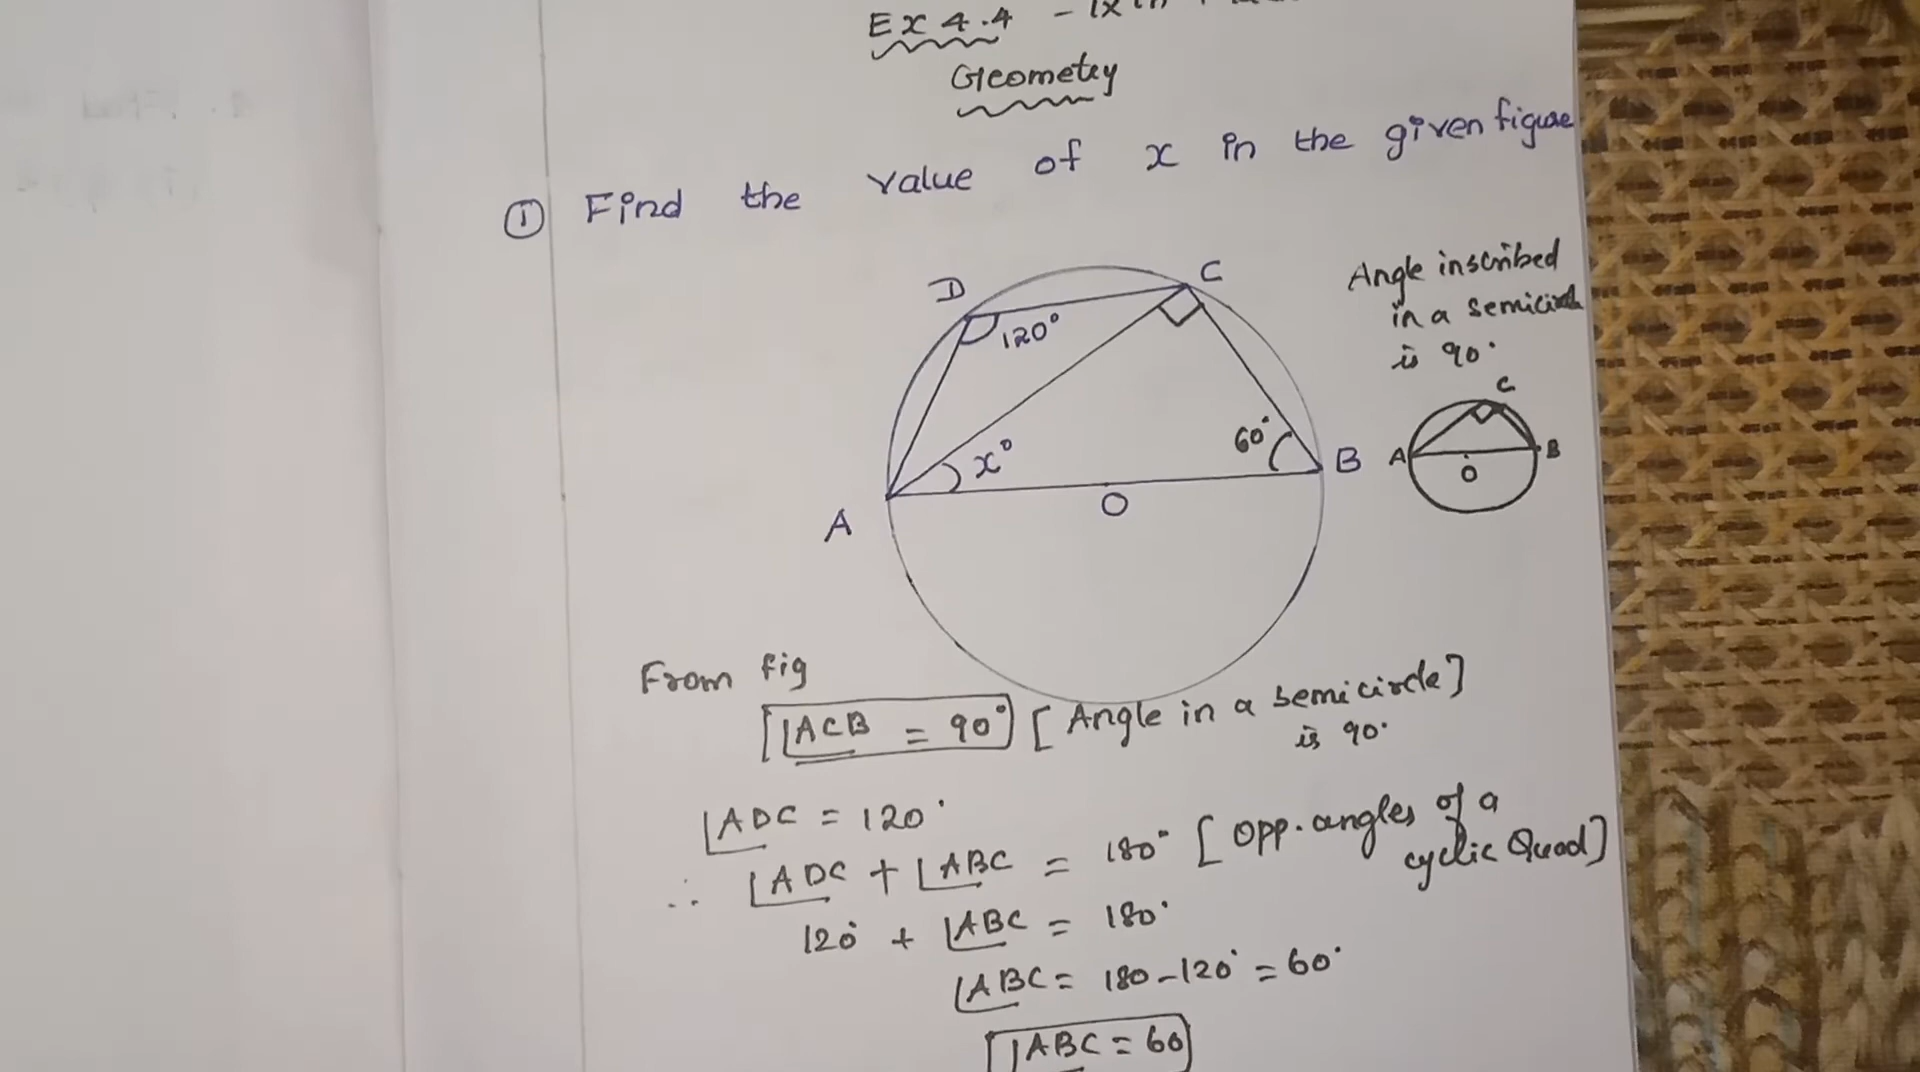 Ex 4.4 - IXth
Geometry
① Find the value of x in the given figure
D
C
120°
x°
60°
A
B
O
Angle inscribed
in a semicircle
is 90°
C
A
B
O
From fig
∠ACB = 90° [Angle in a semicircle]
is 90°
∠ADC = 120°
∴ ∠ADC + ∠ABC = 180° [Opp. angles of a
cyclic Quad]
120° + ∠ABC = 180°
∠ABC = 180 - 120° = 60°
∠ABC = 60